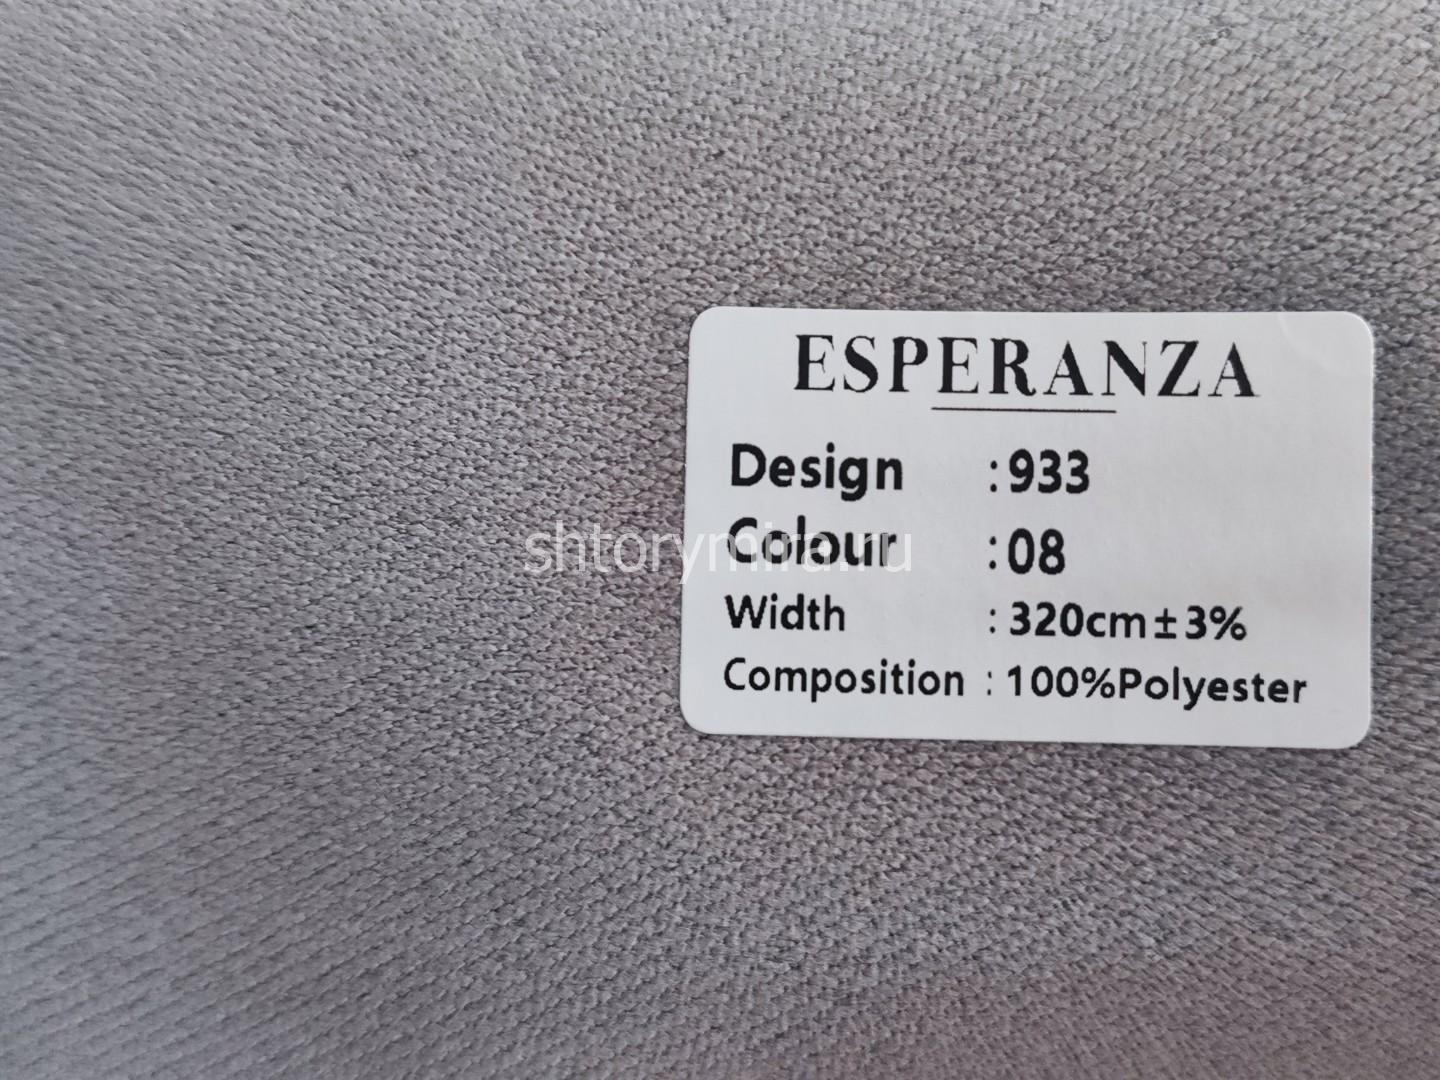 ESPERANZA
Design : 933
Colour : 08
shtorymira.ru
Width : 320cm ± 3%
Composition : 100%Polyester